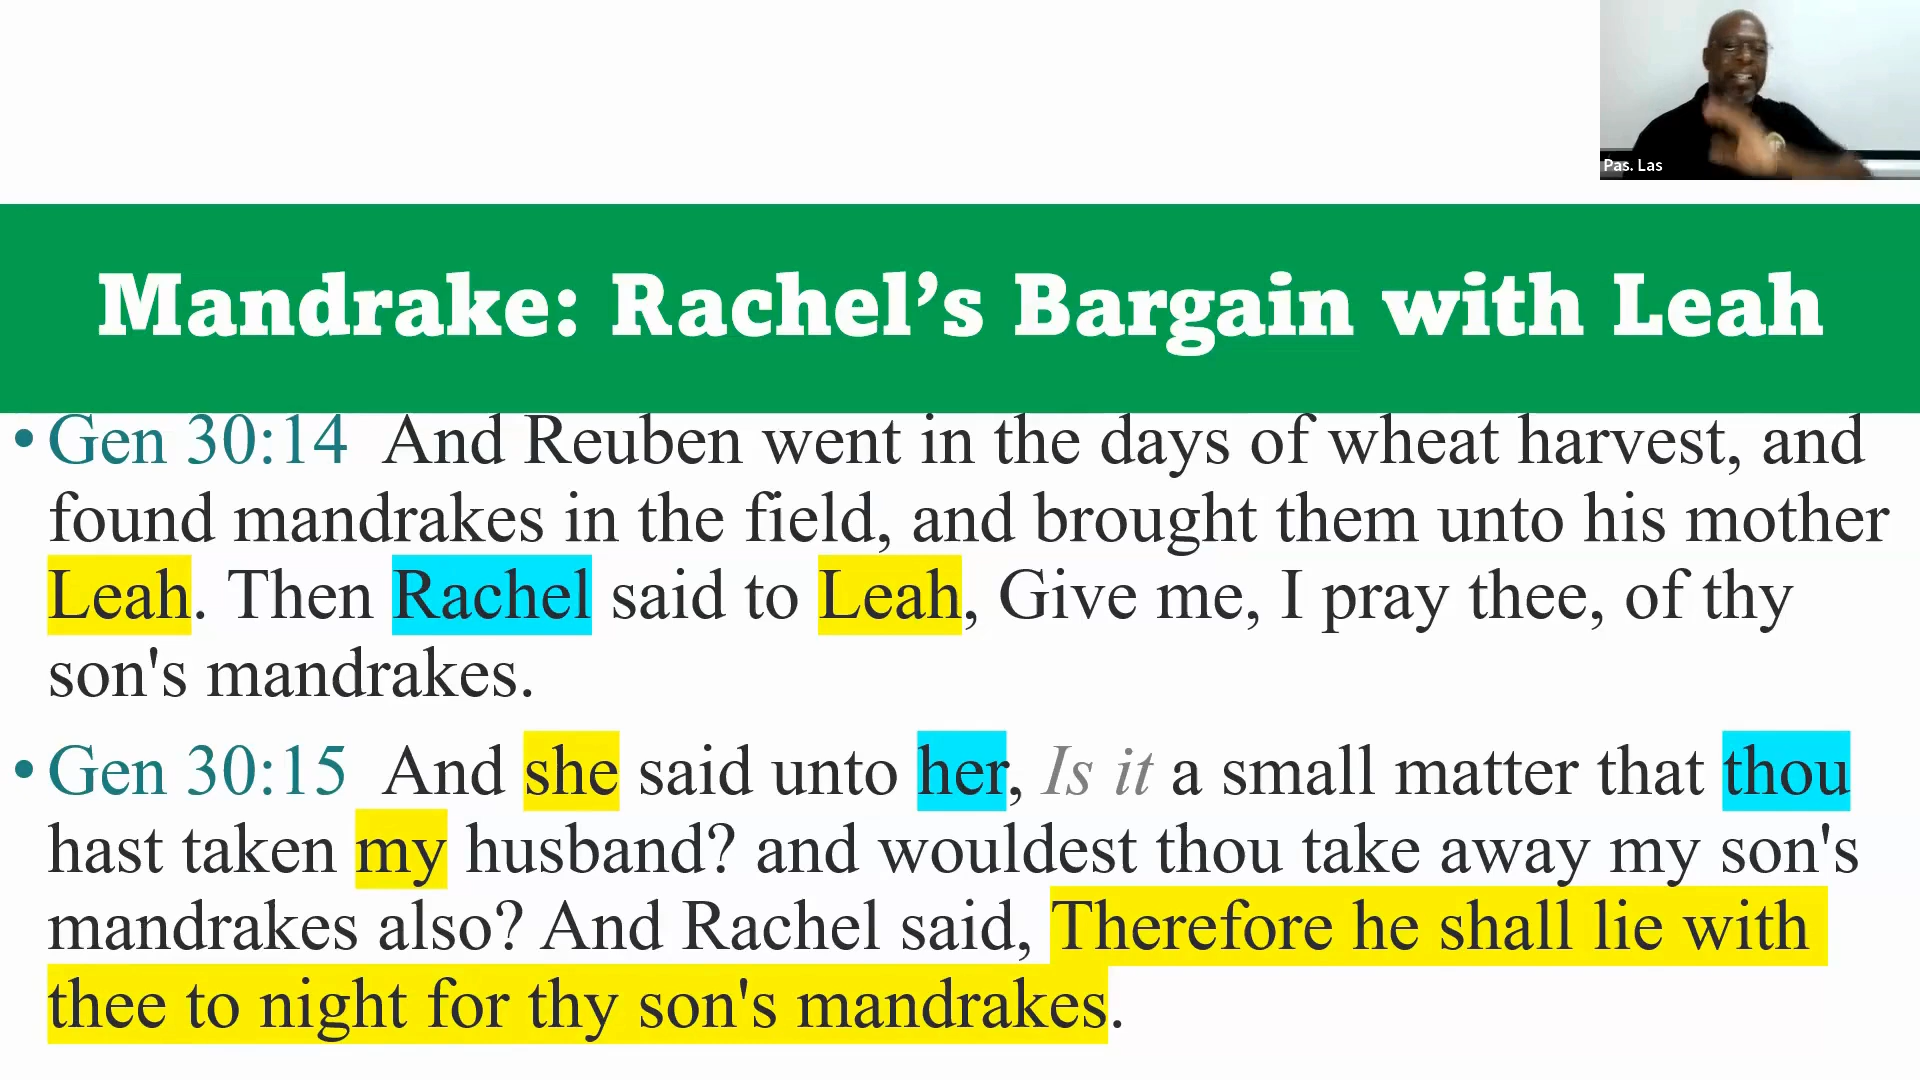 Pas. Las
Mandrake: Rachel’s Bargain with Leah
• Gen 30:14 And Reuben went in the days of wheat harvest, and
found mandrakes in the field, and brought them unto his mother
Leah. Then Rachel said to Leah, Give me, I pray thee, of thy
son's mandrakes.
• Gen 30:15 And she said unto her, Is it a small matter that thou
hast taken my husband? and wouldest thou take away my son's
mandrakes also? And Rachel said, Therefore he shall lie with
thee to night for thy son's mandrakes.